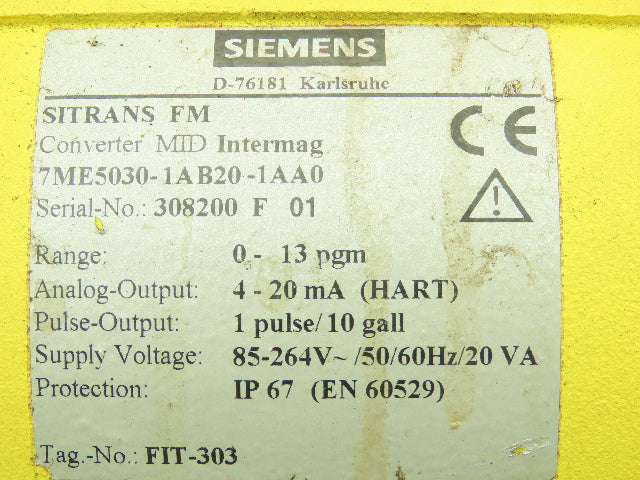 SIEMENS
D-76181 Karlsruhe
SITRANS FM
Converter MID Intermag
7ME5030-1AB20-1AA0
Serial-No.: 308200 F 01
CE
Range: 0 - 13 pgm
Analog-Output: 4 - 20 mA (HART)
Pulse-Output: 1 pulse/ 10 gall
Supply Voltage: 85-264V~ /50/60Hz/20 VA
Protection: IP 67 (EN 60529)
Tag.-No.: FIT-303